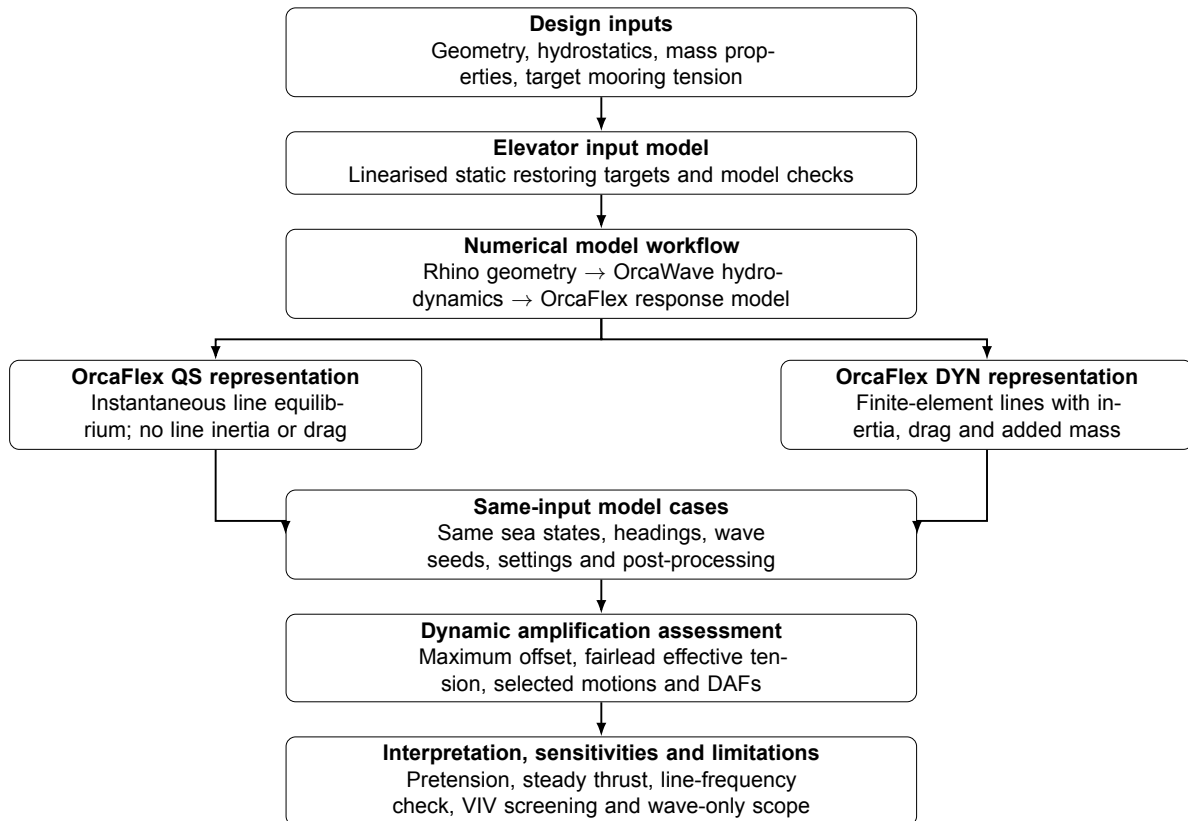 Design inputs
Geometry, hydrostatics, mass prop-
erties, target mooring tension
Elevator input model
Linearised static restoring targets and model checks
Numerical model workflow
Rhino geometry → OrcaWave hydro-
dynamics → OrcaFlex response model
OrcaFlex QS representation
Instantaneous line equilib-
rium; no line inertia or drag
OrcaFlex DYN representation
Finite-element lines with in-
ertia, drag and added mass
Same-input model cases
Same sea states, headings, wave
seeds, settings and post-processing
Dynamic amplification assessment
Maximum offset, fairlead effective ten-
sion, selected motions and DAFs
Interpretation, sensitivities and limitations
Pretension, steady thrust, line-frequency
check, VIV screening and wave-only scope